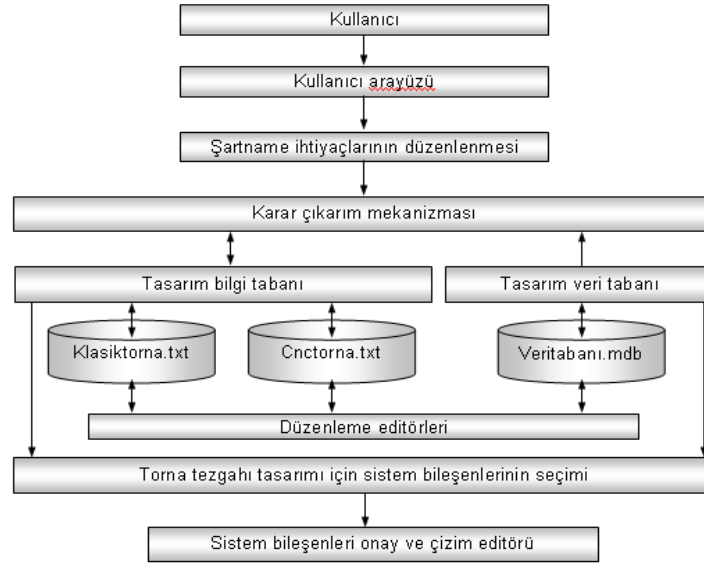 Kullanıcı
Kullanıcı arayüzü
Şartname ihtiyaçlarının düzenlenmesi
Karar çıkarım mekanizması
Tasarım bilgi tabanı
Tasarım veri tabanı
Klasiktorna.txt
Cnctorna.txt
Veritabanı.mdb
Düzenleme editörleri
Torna tezgahı tasarımı için sistem bileşenlerinin seçimi
Sistem bileşenleri onay ve çizim editörü